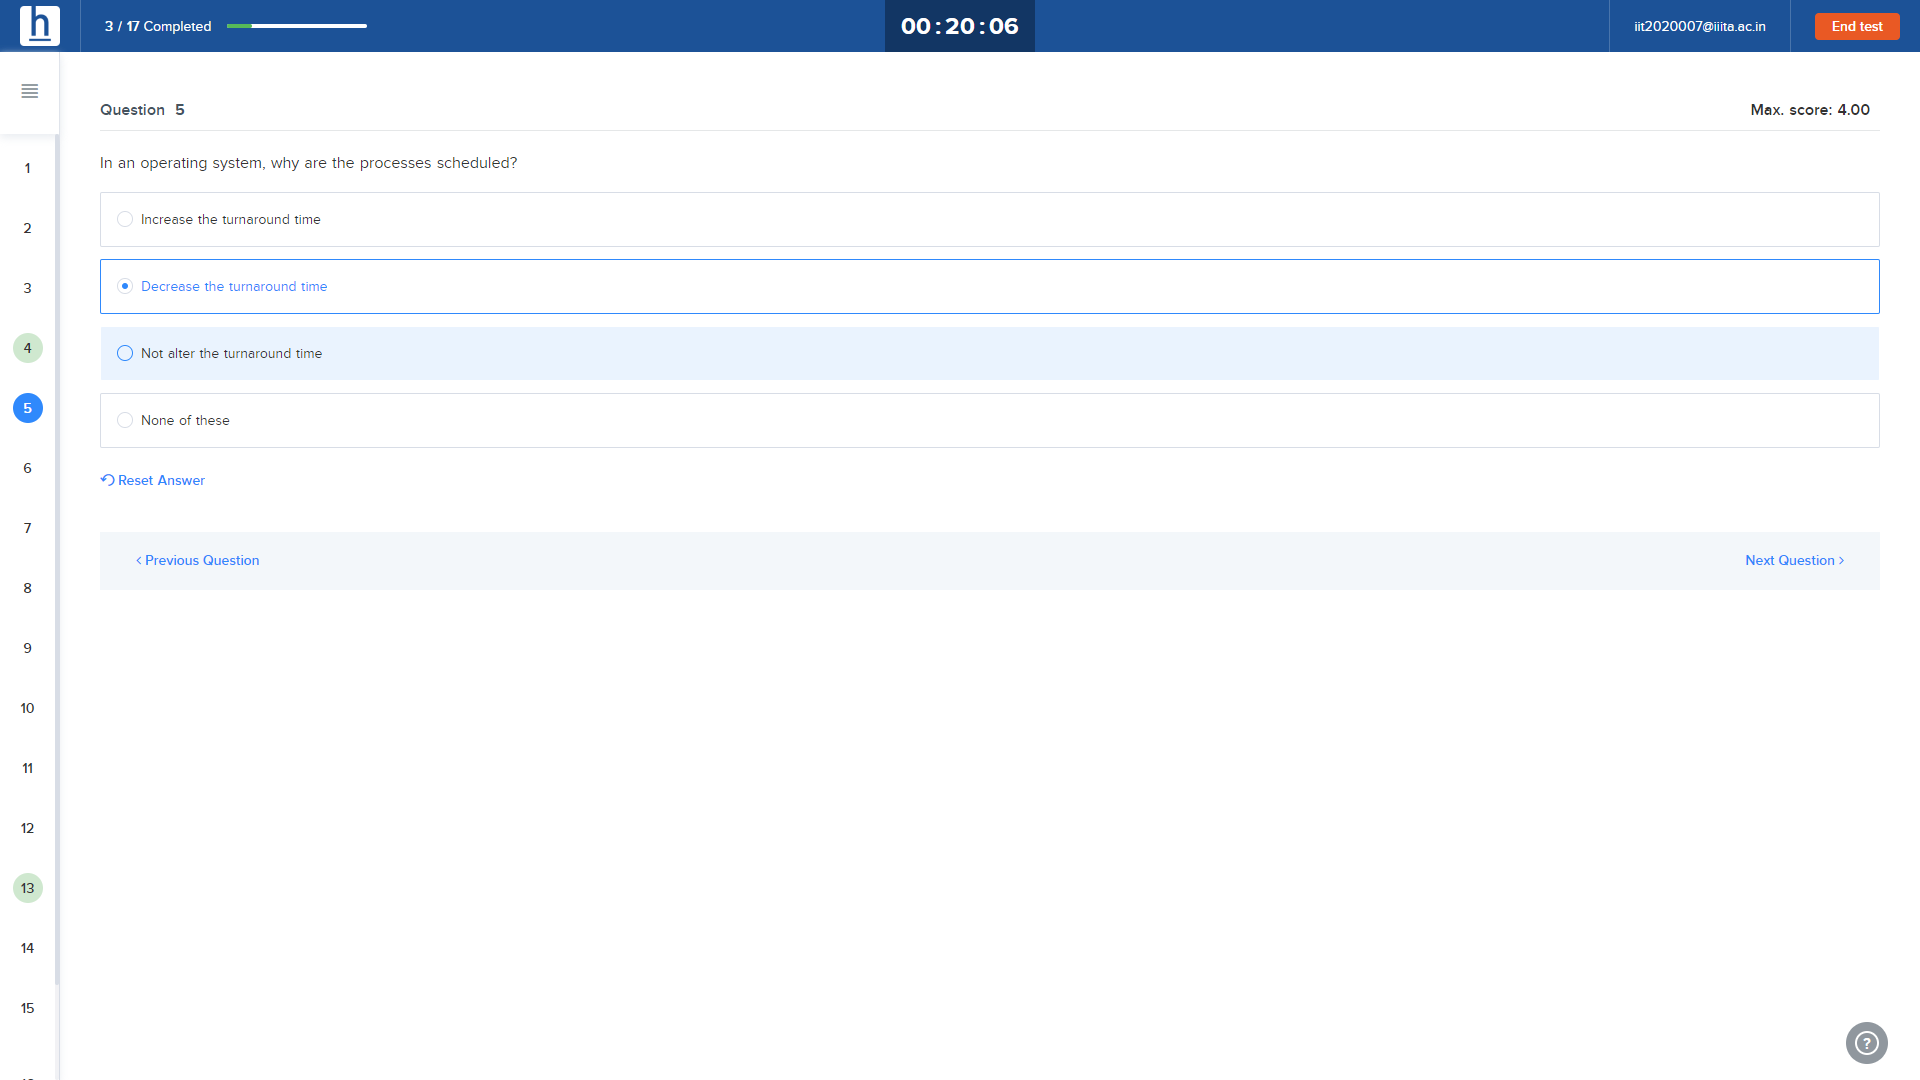 h
3 / 17 Completed
00:20:06
iit2020007@iiita.ac.in
End test
Question 5
Max. score: 4.00
In an operating system, why are the processes scheduled?
Increase the turnaround time
Decrease the turnaround time
Not alter the turnaround time
None of these
Reset Answer
< Previous Question
Next Question >
1
2
3
4
5
6
7
8
9
10
11
12
13
14
15
?